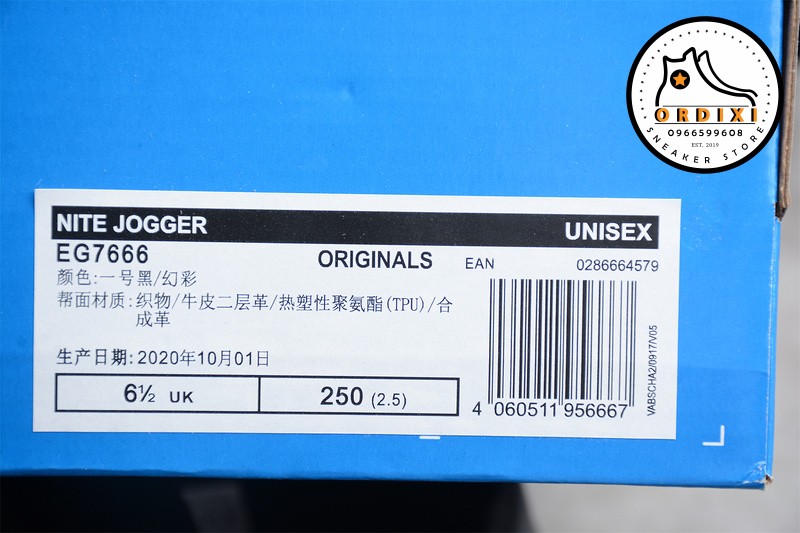 ORDIXI
0966599608
EST. 2019
SNEAKER STORE
NITE JOGGER UNISEX
EG7666 ORIGINALS EAN 0286664579
颜色:一号黑/幻彩
帮面材质:织物/牛皮二层革/热塑性聚氨酯(TPU)/合
成革
生产日期:2020年10月01日
6½ UK 250 (2.5)
4 060511 956667
VABSCHA2/0917/V05